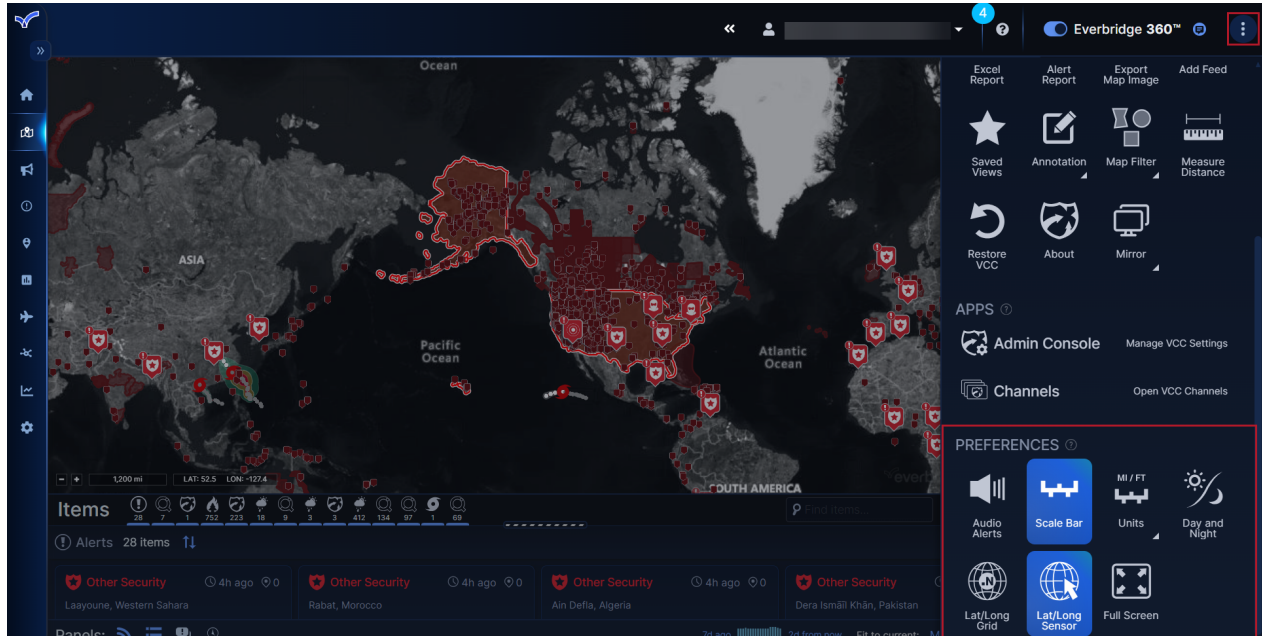 4
Everbridge 360™
Ocean
Excel Report
Alert Report
Export Map Image
Add Feed
Saved Views
Annotation
Map Filter
Measure Distance
Restore VCC
About
Mirror
ASIA
Pacific
Ocean
Atlantic
Ocean
APPS
Admin Console Manage VCC Settings
Channels Open VCC Channels
PREFERENCES
MI / FT
Audio Alerts
Scale Bar
Units
Day and Night
Lat/Long Grid
Lat/Long Sensor
Full Screen
- + 1,200 mi LAT: 52.5 LON: -127.4
SOUTH AMERICA
Items 28 7 1 752 223 18 9 3 3 412 134 97 1 69 Find items...
Alerts 28 items
Other Security 4h ago 0
Laayoune, Western Sahara
Other Security 4h ago 0
Rabat, Morocco
Other Security 4h ago 0
Ain Defla, Algeria
Other Security
Dera Ismāīl Khān, Pakistan
Panels: 7d ago 2d from now Fit to current: